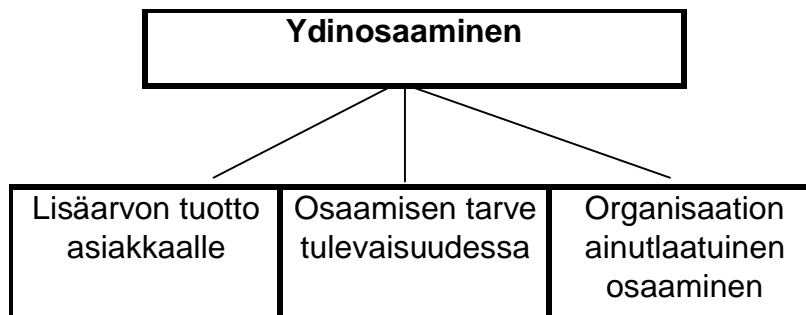 Ydinosaaminen
Lisäarvon tuotto
asiakkaalle
Osaamisen tarve
tulevaisuudessa
Organisaation
ainutlaatuinen
osaaminen